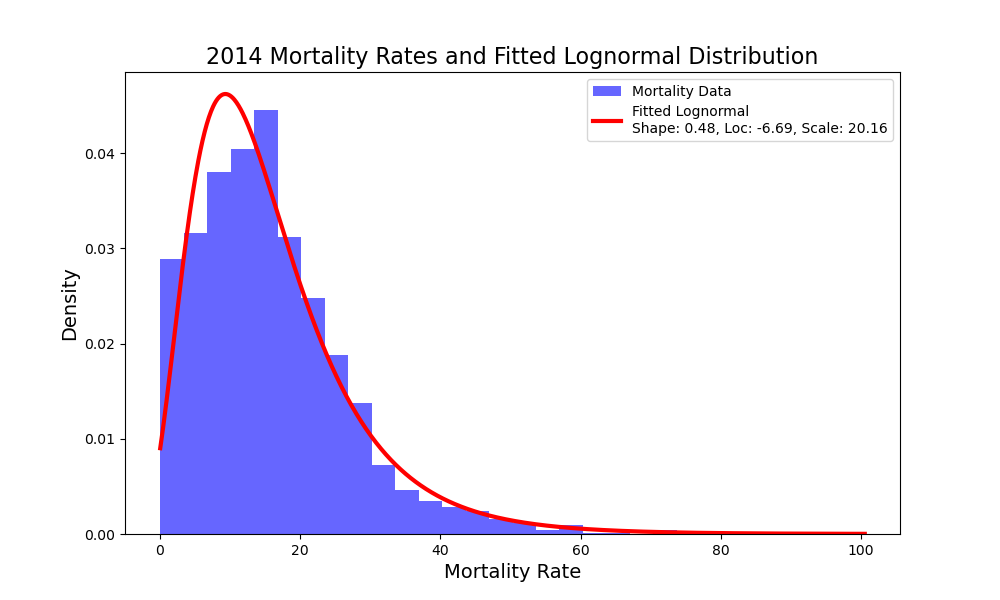 2014 Mortality Rates and Fitted Lognormal Distribution
Mortality Data
Fitted Lognormal
Shape: 0.48, Loc: -6.69, Scale: 20.16
Density
0.04
0.03
0.02
0.01
0.00
0 20 40 60 80 100
Mortality Rate